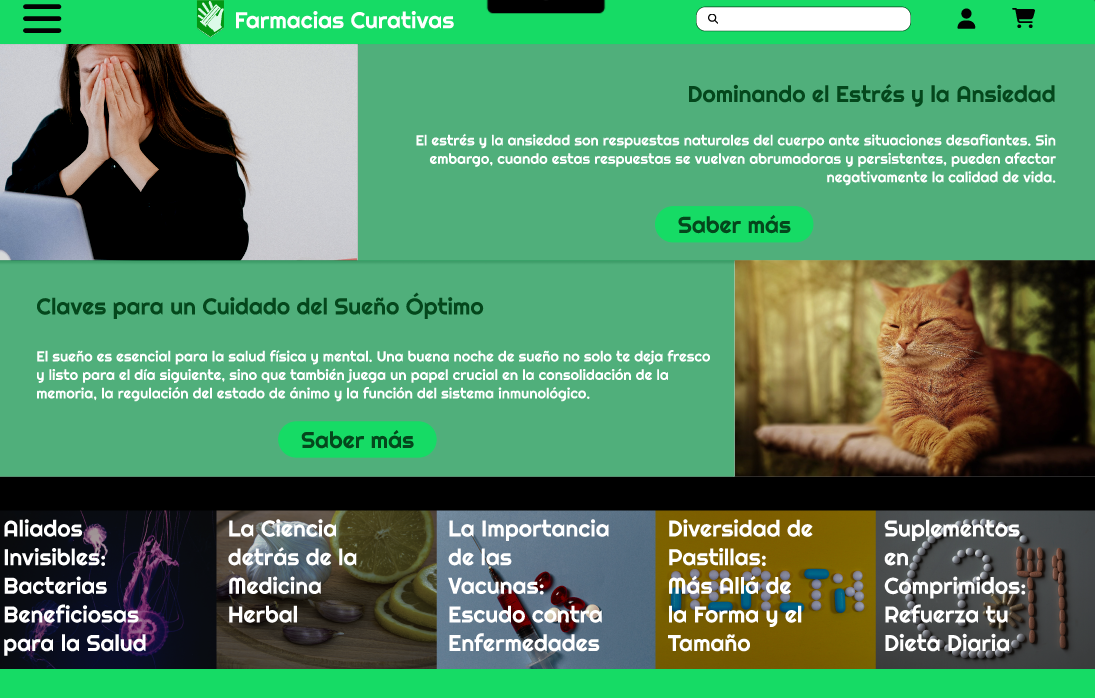 Farmacias Curativas
Dominando el Estrés y la Ansiedad
El estrés y la ansiedad son respuestas naturales del cuerpo ante situaciones desafiantes. Sin
embargo, cuando estas respuestas se vuelven abrumadoras y persistentes, pueden afectar
negativamente la calidad de vida.
Saber más
Claves para un Cuidado del Sueño Óptimo
El sueño es esencial para la salud física y mental. Una buena noche de sueño no solo te deja fresco
y listo para el día siguiente, sino que también juega un papel crucial en la consolidación de la
memoria, la regulación del estado de ánimo y la función del sistema inmunológico.
Saber más
Aliados
Invisibles:
Bacterias
Beneficiosas
para la Salud
La Ciencia
detrás de la
Medicina
Herbal
La Importancia
de las
Vacunas:
Escudo contra
Enfermedades
Diversidad de
Pastillas:
Más Allá de
la Forma y el
Tamaño
Suplementos
en
Comprimidos:
Refuerza tu
Dieta Diaria